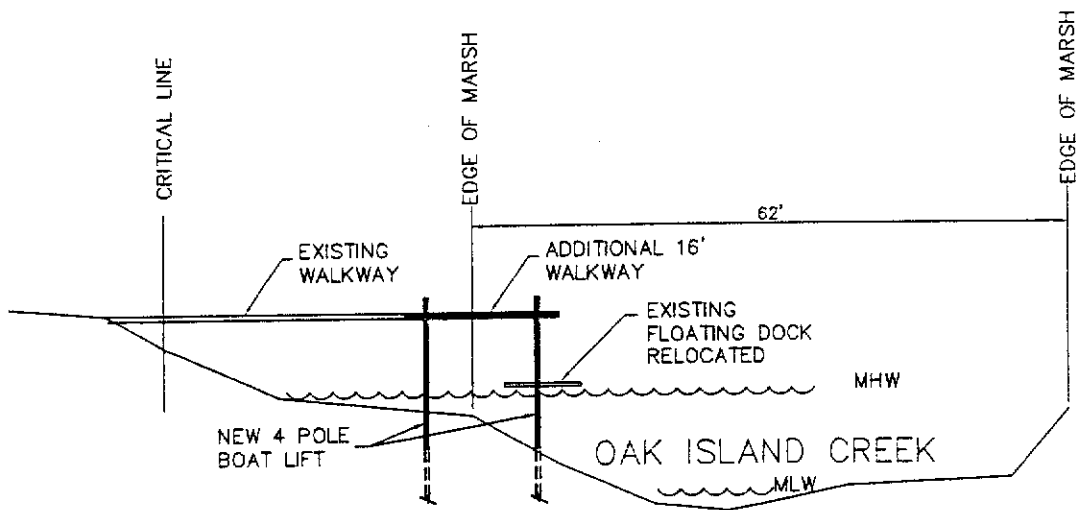 CRITICAL LINE
EDGE OF MARSH
EDGE OF MARSH
62'
EXISTING
WALKWAY
ADDITIONAL 16'
WALKWAY
EXISTING
FLOATING DOCK
RELOCATED
MHW
NEW 4 POLE
BOAT LIFT
OAK ISLAND CREEK
MLW